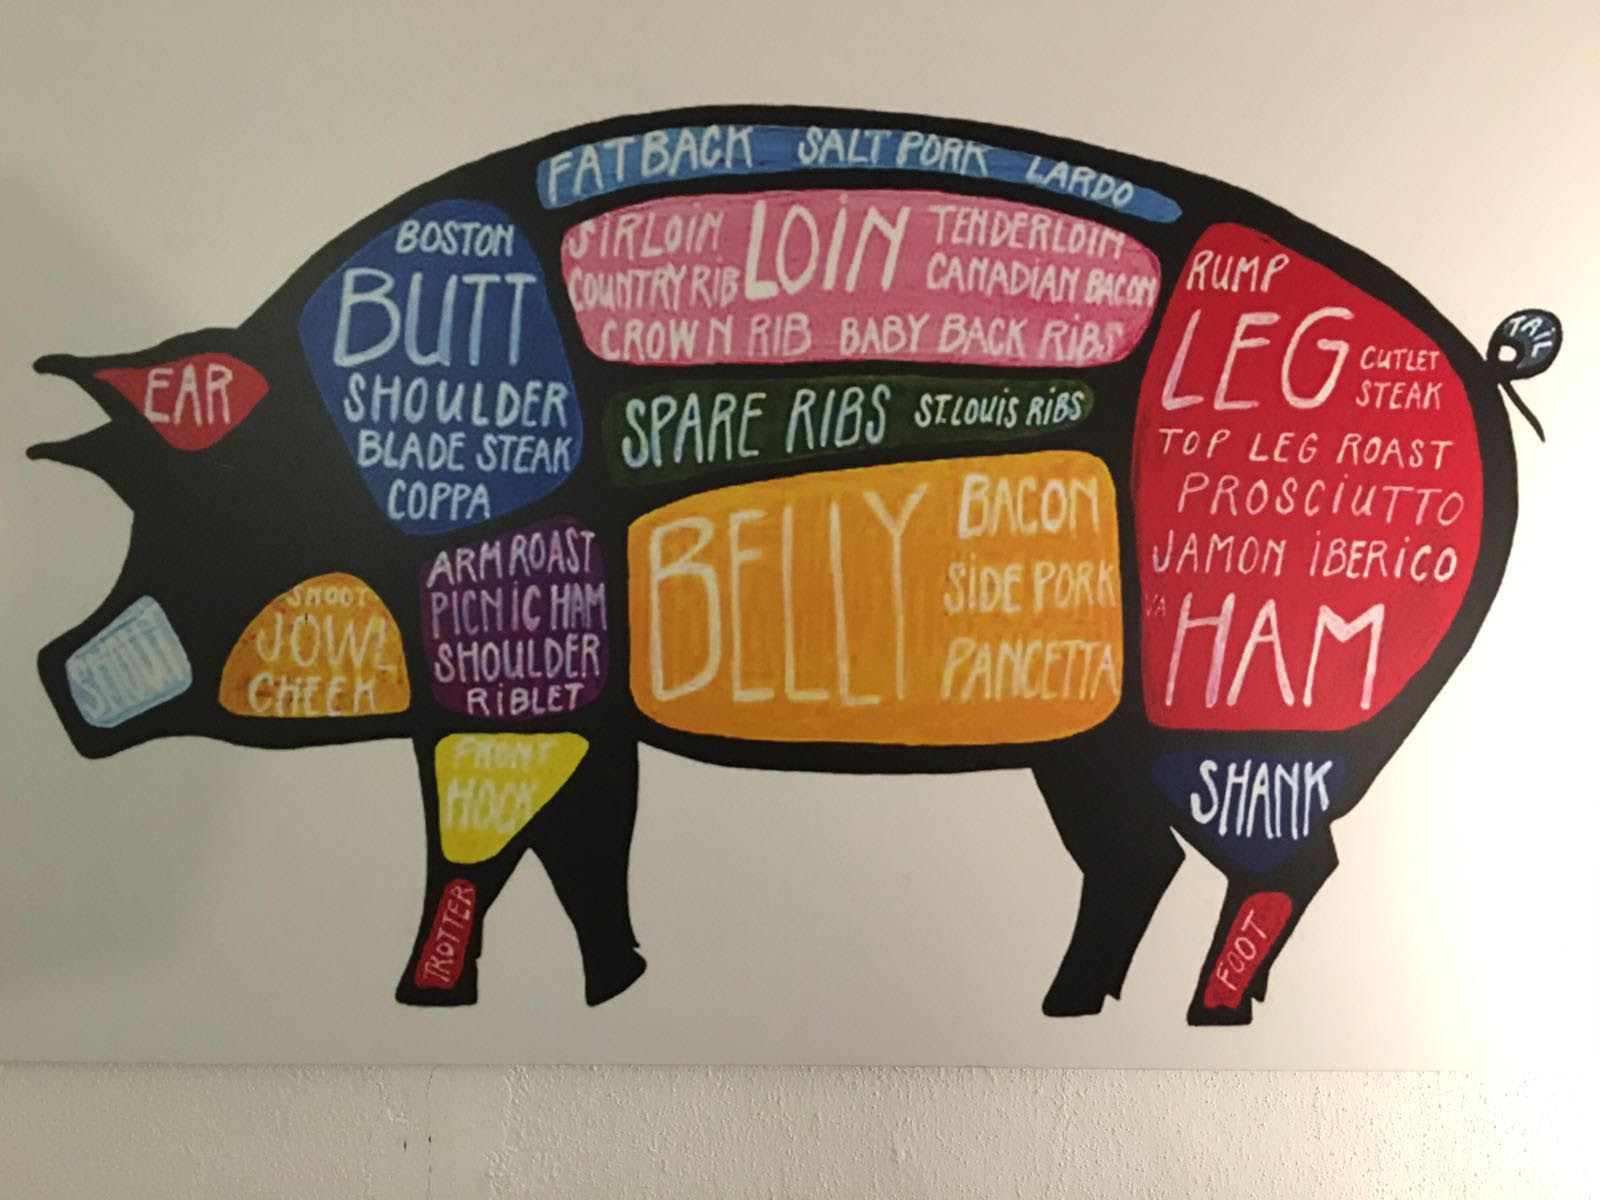 FATBACK SALT PORK LARDO
BOSTON
BUTT
SHOULDER
BLADE STEAK
COPPA
SIRLOIN LOIN TENDERLOIN
COUNTRY RIB CANADIAN BACON
CROWN RIB BABY BACK RIBS
RUMP
LEG CUTLET
STEAK
TOP LEG ROAST
PROSCIUTTO
JAMON IBERICO
VA HAM
TAIL
EAR
SPARE RIBS ST. LOUIS RIBS
BELLY BACON
SIDE PORK
PANCETTA
ARM ROAST
PICNIC HAM
SHOULDER
RIBLET
JOWL
CHEEK
FRONT
HOCK
SHANK
TROTTER
FOOT